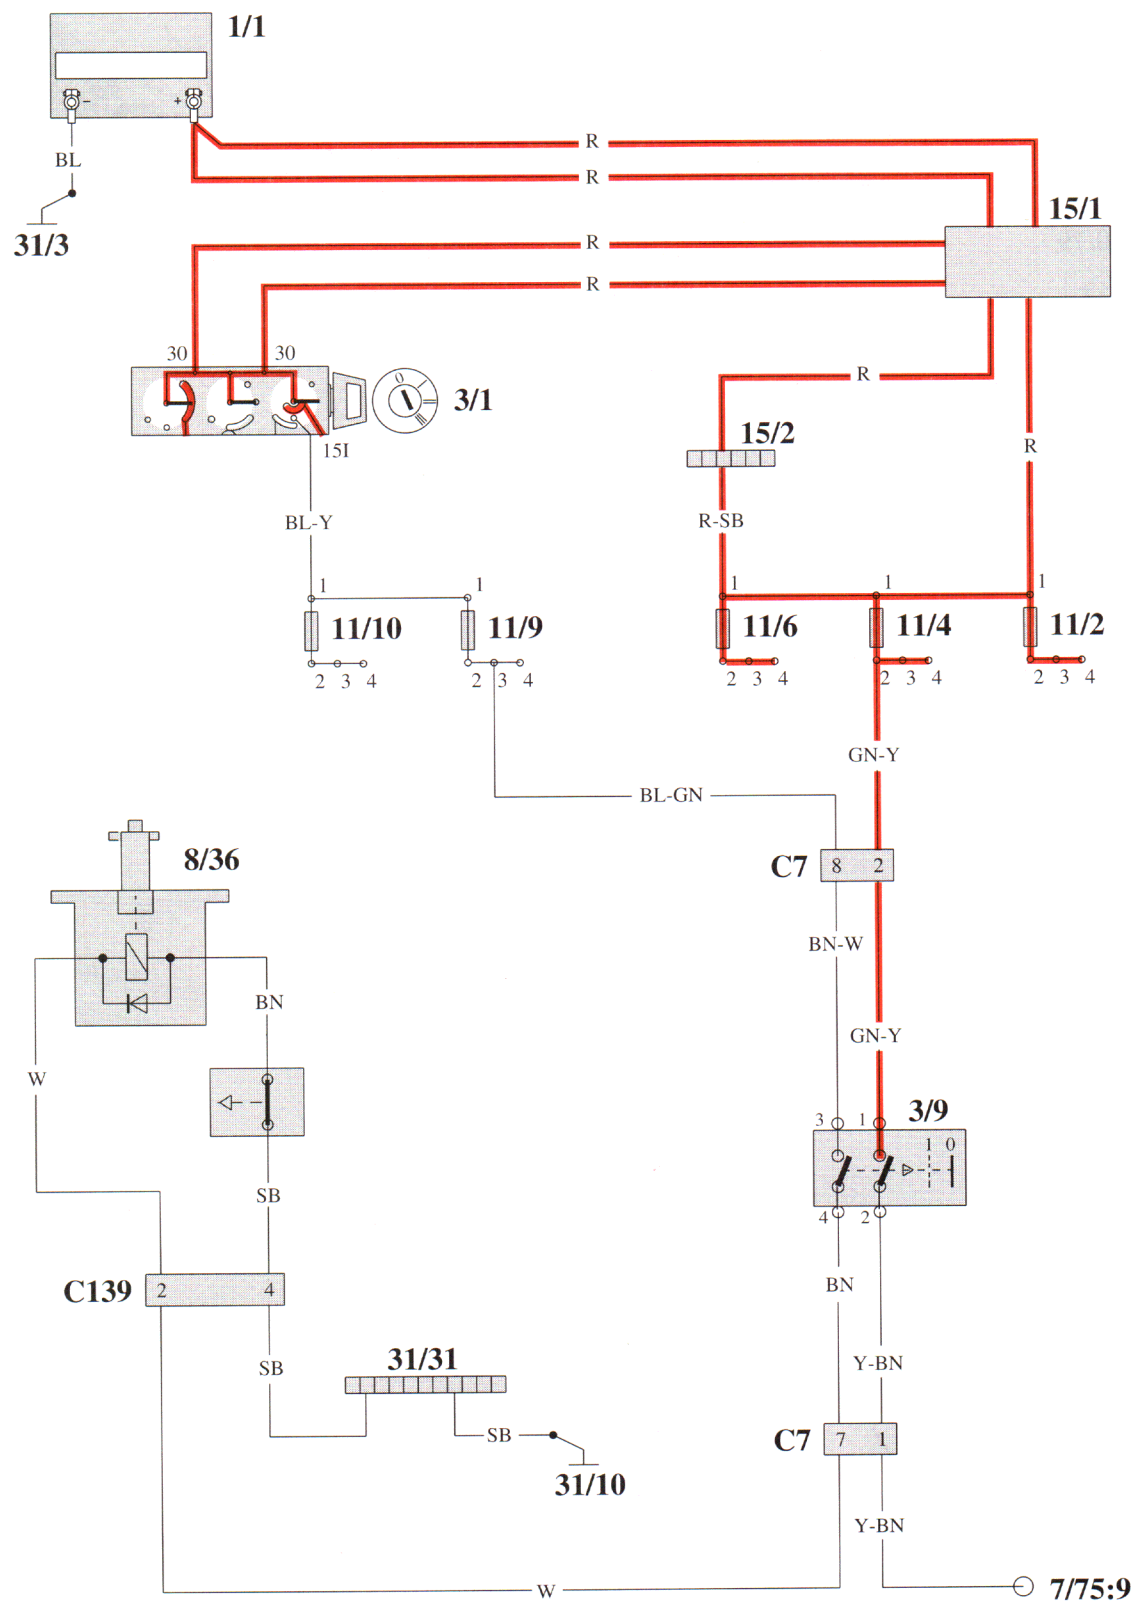 1/1
- +
R
BL
R
15/1
31/3
R
R
30 30
0
R
3/1
15I
15/2
R
BL-Y
R-SB
1 1 1 1 1
11/10 11/9 11/6 11/4 11/2
2 3 4 2 3 4 2 3 4 2 3 4 2 3 4
GN-Y
BL-GN
8/36
C7 8 2
BN-W
BN
GN-Y
W
3/9
3 1
1 0
SB
4 2
C139 2 4
BN
31/31
SB
Y-BN
SB
C7 7 1
31/10
Y-BN
W
7/75:9